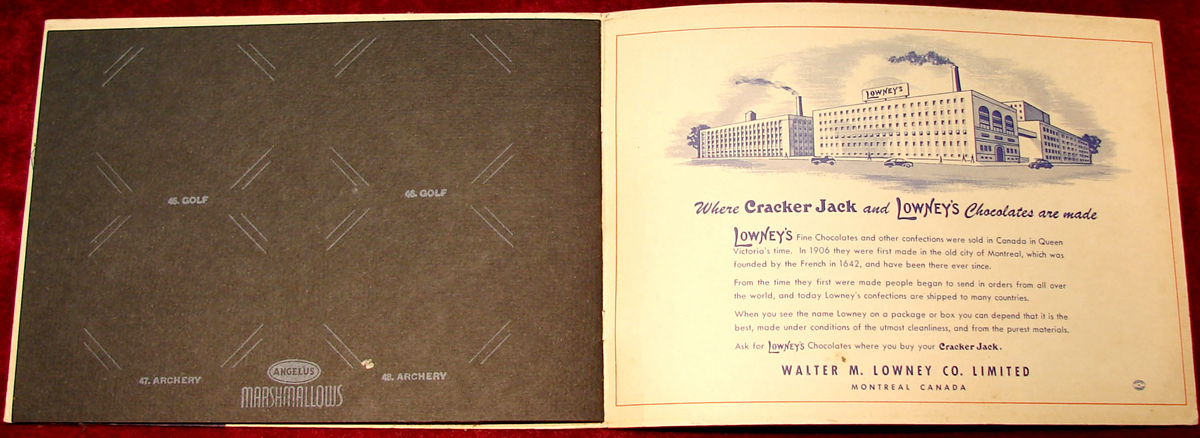 45. GOLF
46. GOLF
47. ARCHERY
48. ARCHERY
ANGELUS
MARSHMALLOWS
LOWNEY'S
Where Cracker Jack and LOWNEY'S Chocolates are made
LOWNEY'S Fine Chocolates and other confections were sold in Canada in Queen
Victoria's time. In 1906 they were first made in the old city of Montreal, which was
founded by the French in 1642, and have been there ever since.
From the time they first were made people began to send in orders from all over
the world, and today Lowney's confections are shipped to many countries.
When you see the name Lowney on a package or box you can depend that it is the
best, made under conditions of the utmost cleanliness, and from the purest materials.
Ask for LOWNEY'S Chocolates where you buy your Cracker Jack.
WALTER M. LOWNEY CO. LIMITED
MONTREAL CANADA